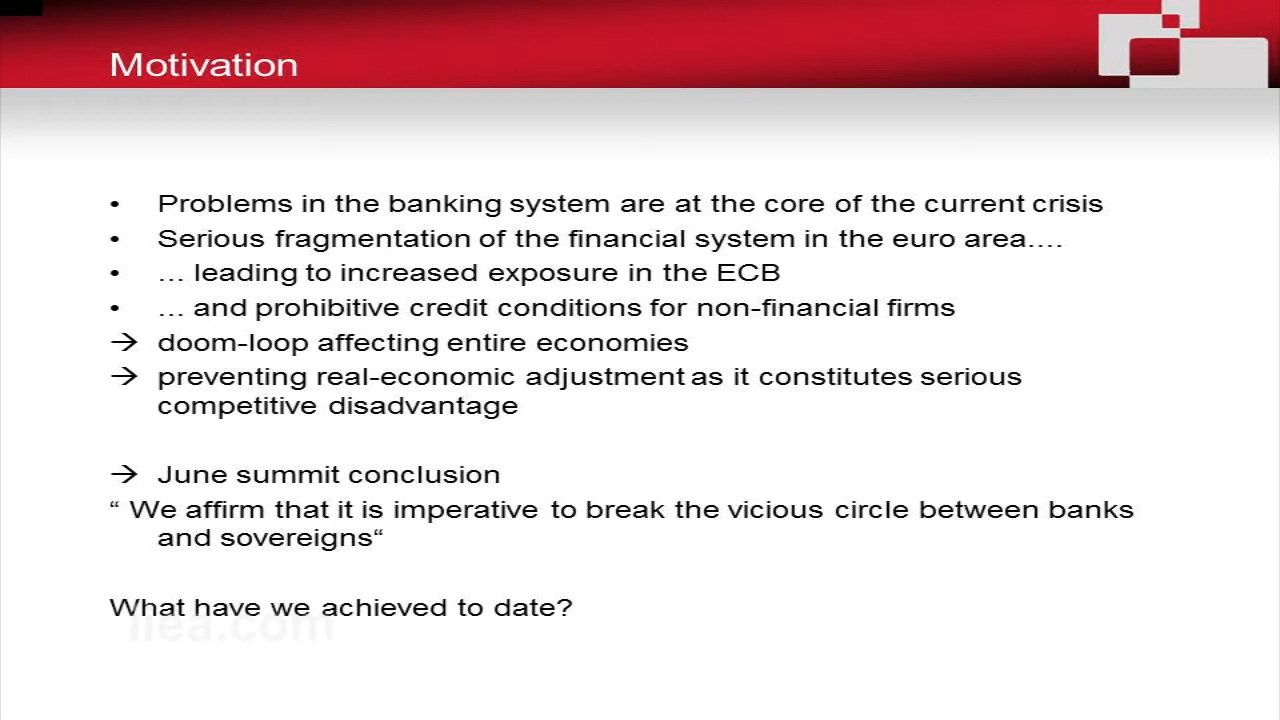 Motivation
• Problems in the banking system are at the core of the current crisis
• Serious fragmentation of the financial system in the euro area....
• ... leading to increased exposure in the ECB
• ... and prohibitive credit conditions for non-financial firms
→ doom-loop affecting entire economies
→ preventing real-economic adjustment as it constitutes serious
competitive disadvantage
→ June summit conclusion
“ We affirm that it is imperative to break the vicious circle between banks
and sovereigns“
What have we achieved to date?
iiea.com